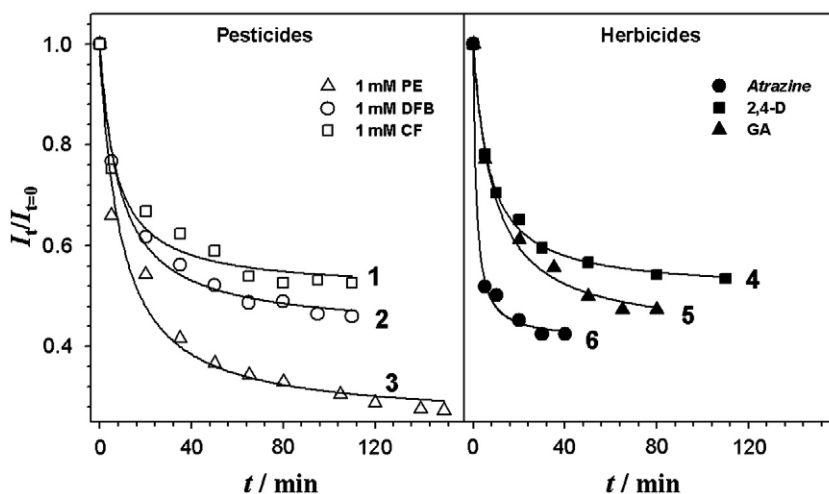 Pesticides
Herbicides
1 mM PE
1 mM DFB
1 mM CF
Atrazine
2,4-D
GA
I_t/I_{t=0}
1.0
0.8
0.6
0.4
1
2
3
4
5
6
0 40 80 120
0 40 80 120
t / min
t / min